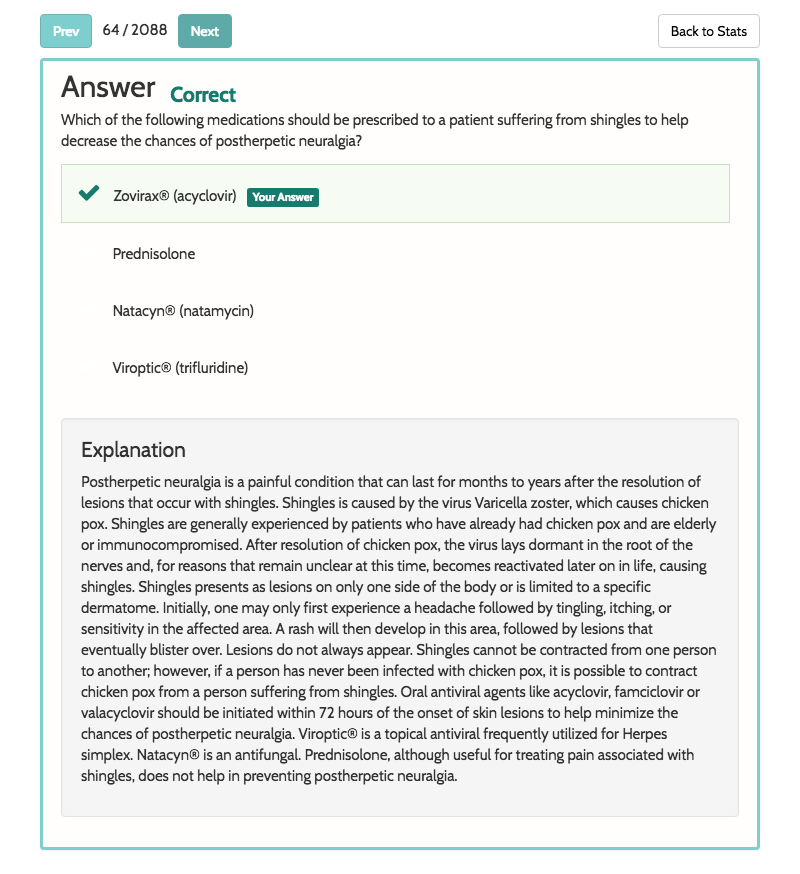 Prev 64 / 2088 Next Back to Stats
Answer Correct
Which of the following medications should be prescribed to a patient suffering from shingles to help
decrease the chances of postherpetic neuralgia?
Zovirax® (acyclovir) Your Answer
Prednisolone
Natacyn® (natamycin)
Viroptic® (trifluridine)
Explanation
Postherpetic neuralgia is a painful condition that can last for months to years after the resolution of
lesions that occur with shingles. Shingles is caused by the virus Varicella zoster, which causes chicken
pox. Shingles are generally experienced by patients who have already had chicken pox and are elderly
or immunocompromised. After resolution of chicken pox, the virus lays dormant in the root of the
nerves and, for reasons that remain unclear at this time, becomes reactivated later on in life, causing
shingles. Shingles presents as lesions on only one side of the body or is limited to a specific
dermatome. Initially, one may only first experience a headache followed by tingling, itching, or
sensitivity in the affected area. A rash will then develop in this area, followed by lesions that
eventually blister over. Lesions do not always appear. Shingles cannot be contracted from one person
to another; however, if a person has never been infected with chicken pox, it is possible to contract
chicken pox from a person suffering from shingles. Oral antiviral agents like acyclovir, famciclovir or
valacyclovir should be initiated within 72 hours of the onset of skin lesions to help minimize the
chances of postherpetic neuralgia. Viroptic® is a topical antiviral frequently utilized for Herpes
simplex. Natacyn® is an antifungal. Prednisolone, although useful for treating pain associated with
shingles, does not help in preventing postherpetic neuralgia.